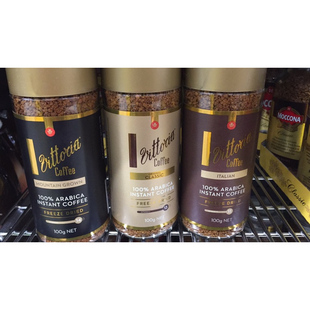 Vittoria
Coffee
MOUNTAIN GROWN
100% ARABICA
INSTANT COFFEE
FREEZE DRIED
100g NET
Vittoria
Coffee
CLASSIC
100% ARABICA
INSTANT COFFEE
100g NET
Vittoria
Coffee
ITALIAN
100% ARABICA
INSTANT COFFEE
100g NET
MOCCONA
Classic